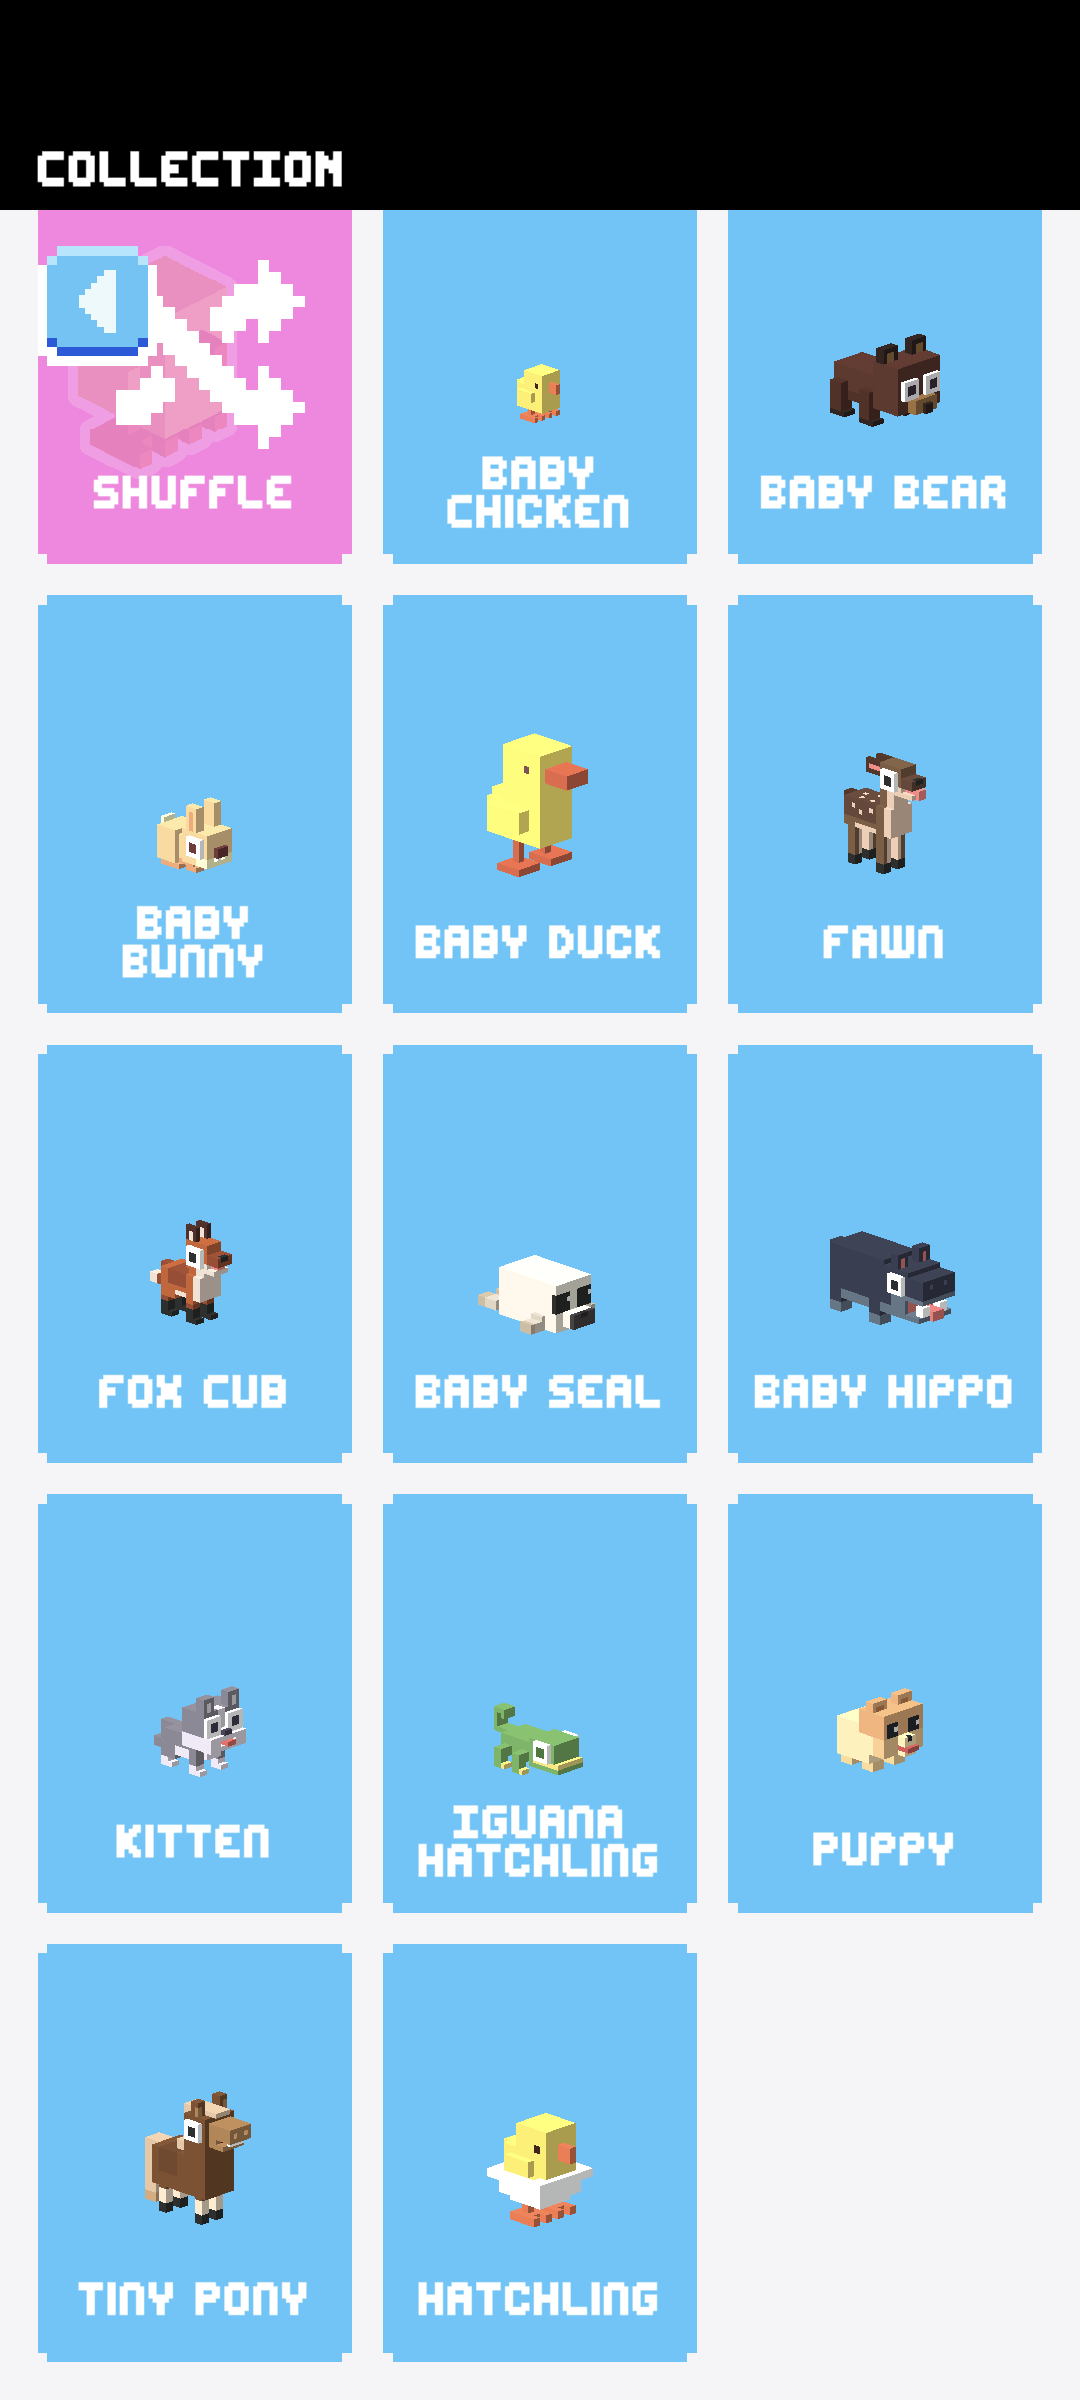 COLLECTION
SHUFFLE
BABY
CHICKEN
BABY BEAR
BABY
BUNNY
BABY DUCK
FAWN
FOX CUB
BABY SEAL
BABY HIPPO
KITTEN
IGUANA
HATCHLING
PUPPY
TINY PONY
HATCHLING